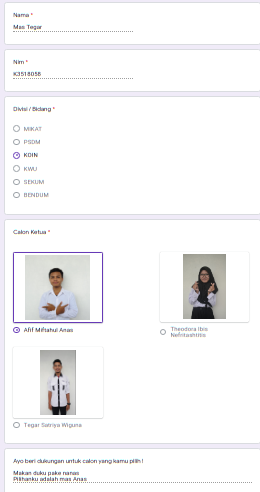 Nama *
Mas Tegar
Nim *
K3518058
Divisi / Bidang *
MIKAT
PSDM
KOIN
KWU
SEKUM
BENDUM
Calon Ketua *
Afif Miftahul Anas
Theodora Ibis
Nefritashtitis
Tegar Satriya Wiguna
Ayo beri dukungan untuk calon yang kamu pilih !
Makan duku pake nanas
Pilihanku adalah mas Anas